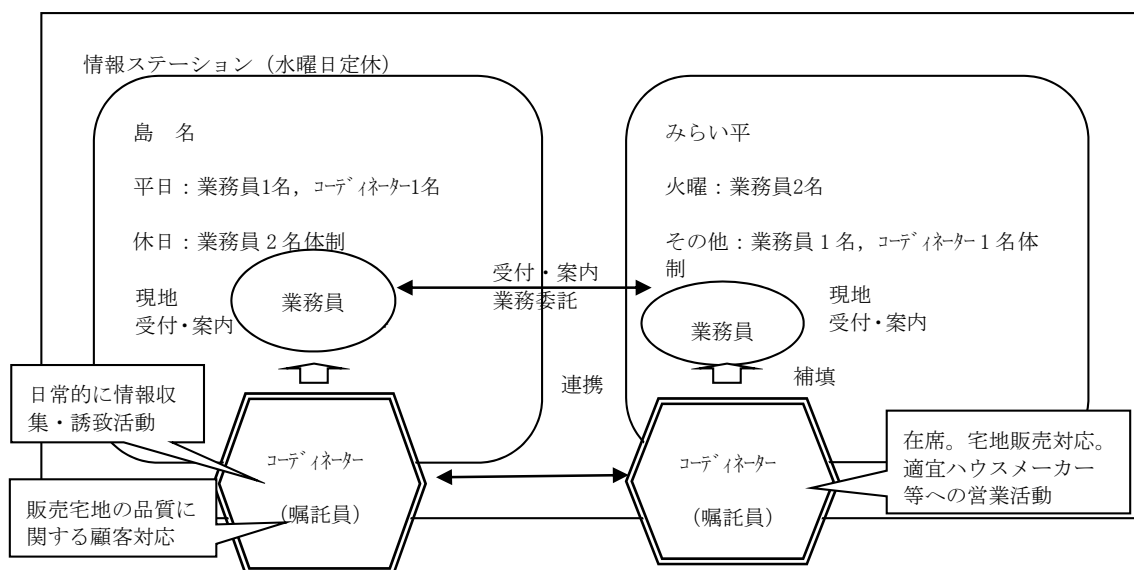 情報ステーション（水曜日定休）
島　名
平日：業務員1名，ｺｰﾃﾞｨﾈｰﾀｰ1名
休日：業務員２名体制
業務員
現地
受付・案内
受付・案内
業務委託
みらい平
火曜：業務員2名
その他：業務員１名，ｺｰﾃﾞｨﾈｰﾀｰ１名体
制
業務員
現地
受付・案内
連携
補填
日常的に情報収
集・誘致活動
販売宅地の品質に
関する顧客対応
ｺｰﾃﾞｨﾈｰﾀｰ
（嘱託員）
ｺｰﾃﾞｨﾈｰﾀｰ
（嘱託員）
在席。宅地販売対応。
適宜ハウスメーカー
等への営業活動